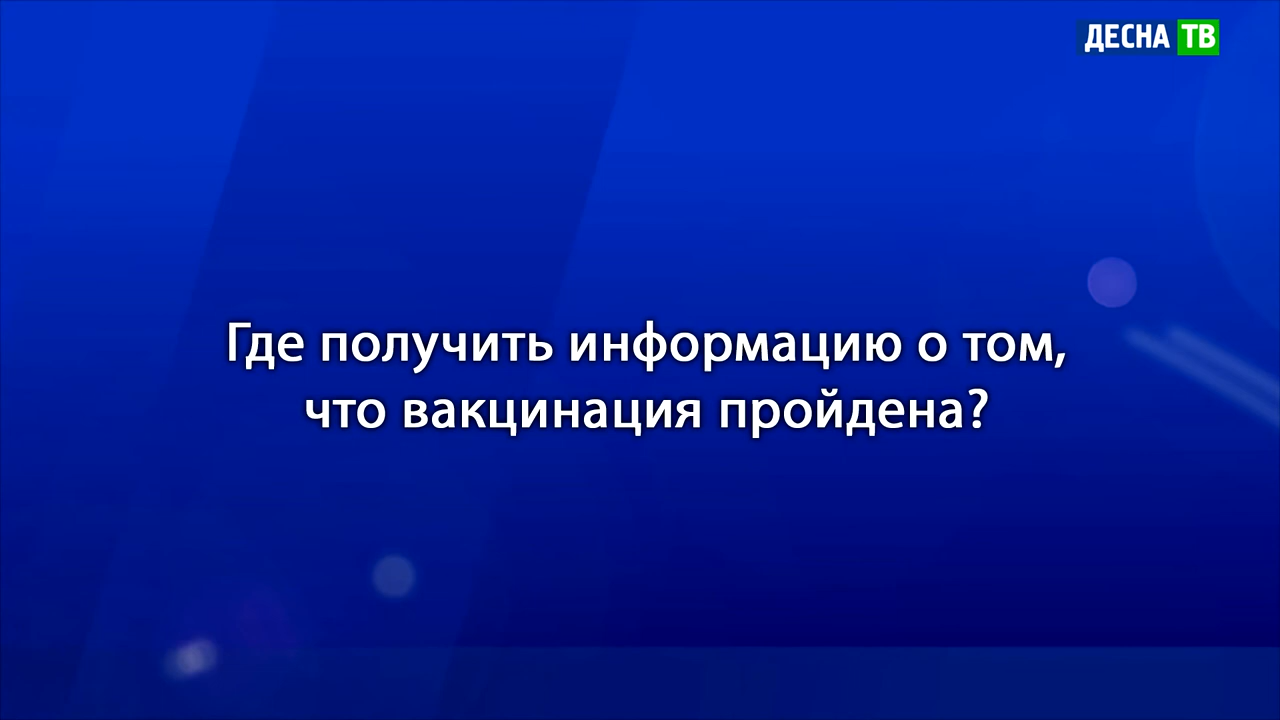 ДЕСНА ТВ
Где получить информацию о том,
что вакцинация пройдена?